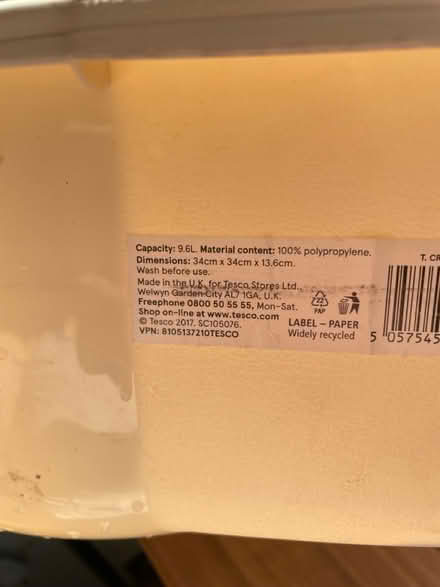 Capacity: 9.6L. Material content: 100% polypropylene.
Dimensions: 34cm x 34cm x 13.6cm.
Wash before use.
Made in the U.K. for Tesco Stores Ltd.,
Welwyn Garden City AL7 1GA, U.K.
Freephone 0800 50 55 55, Mon-Sat.
Shop on-line at www.tesco.com
© Tesco 2017. SC105076.
VPN: 8105137210TESCO
22
PAP
LABEL – PAPER
Widely recycled
T. CR
5 057545